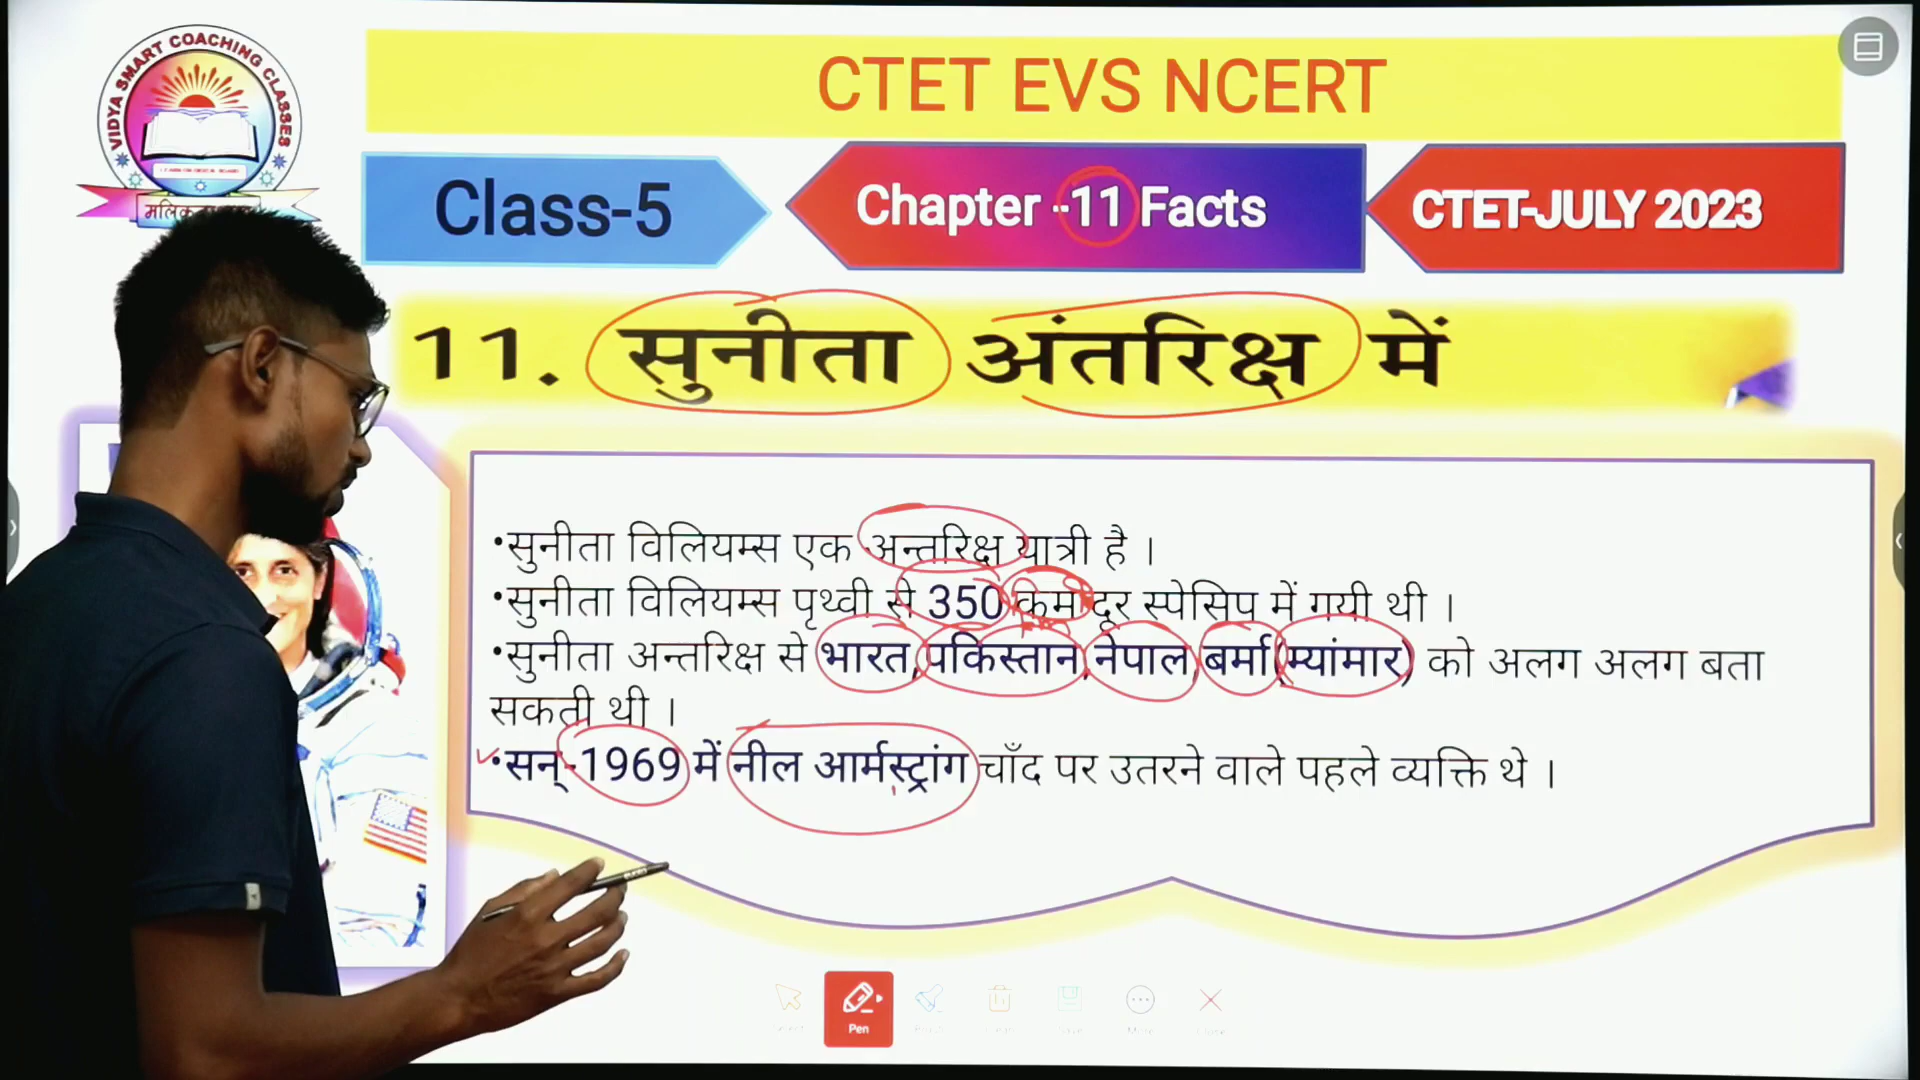 VIDYA SMART COACHING CLASSES
CTET EVS NCERT
Class-5
Chapter -11 Facts
CTET-JULY 2023
11. सुनीता अंतरिक्ष में
•सुनीता विलियम्स एक अन्तरिक्ष यात्री है ।
•सुनीता विलियम्स पृथ्वी से 350 किमी दूर स्पेसिप में गयी थी ।
•सुनीता अन्तरिक्ष से भारत,पकिस्तान,नेपाल,बर्मा(म्यांमार) को अलग अलग बता
सकती थी ।
•सन्-1969 में नील आर्मस्ट्रांग चाँद पर उतरने वाले पहले व्यक्ति थे ।
Pen